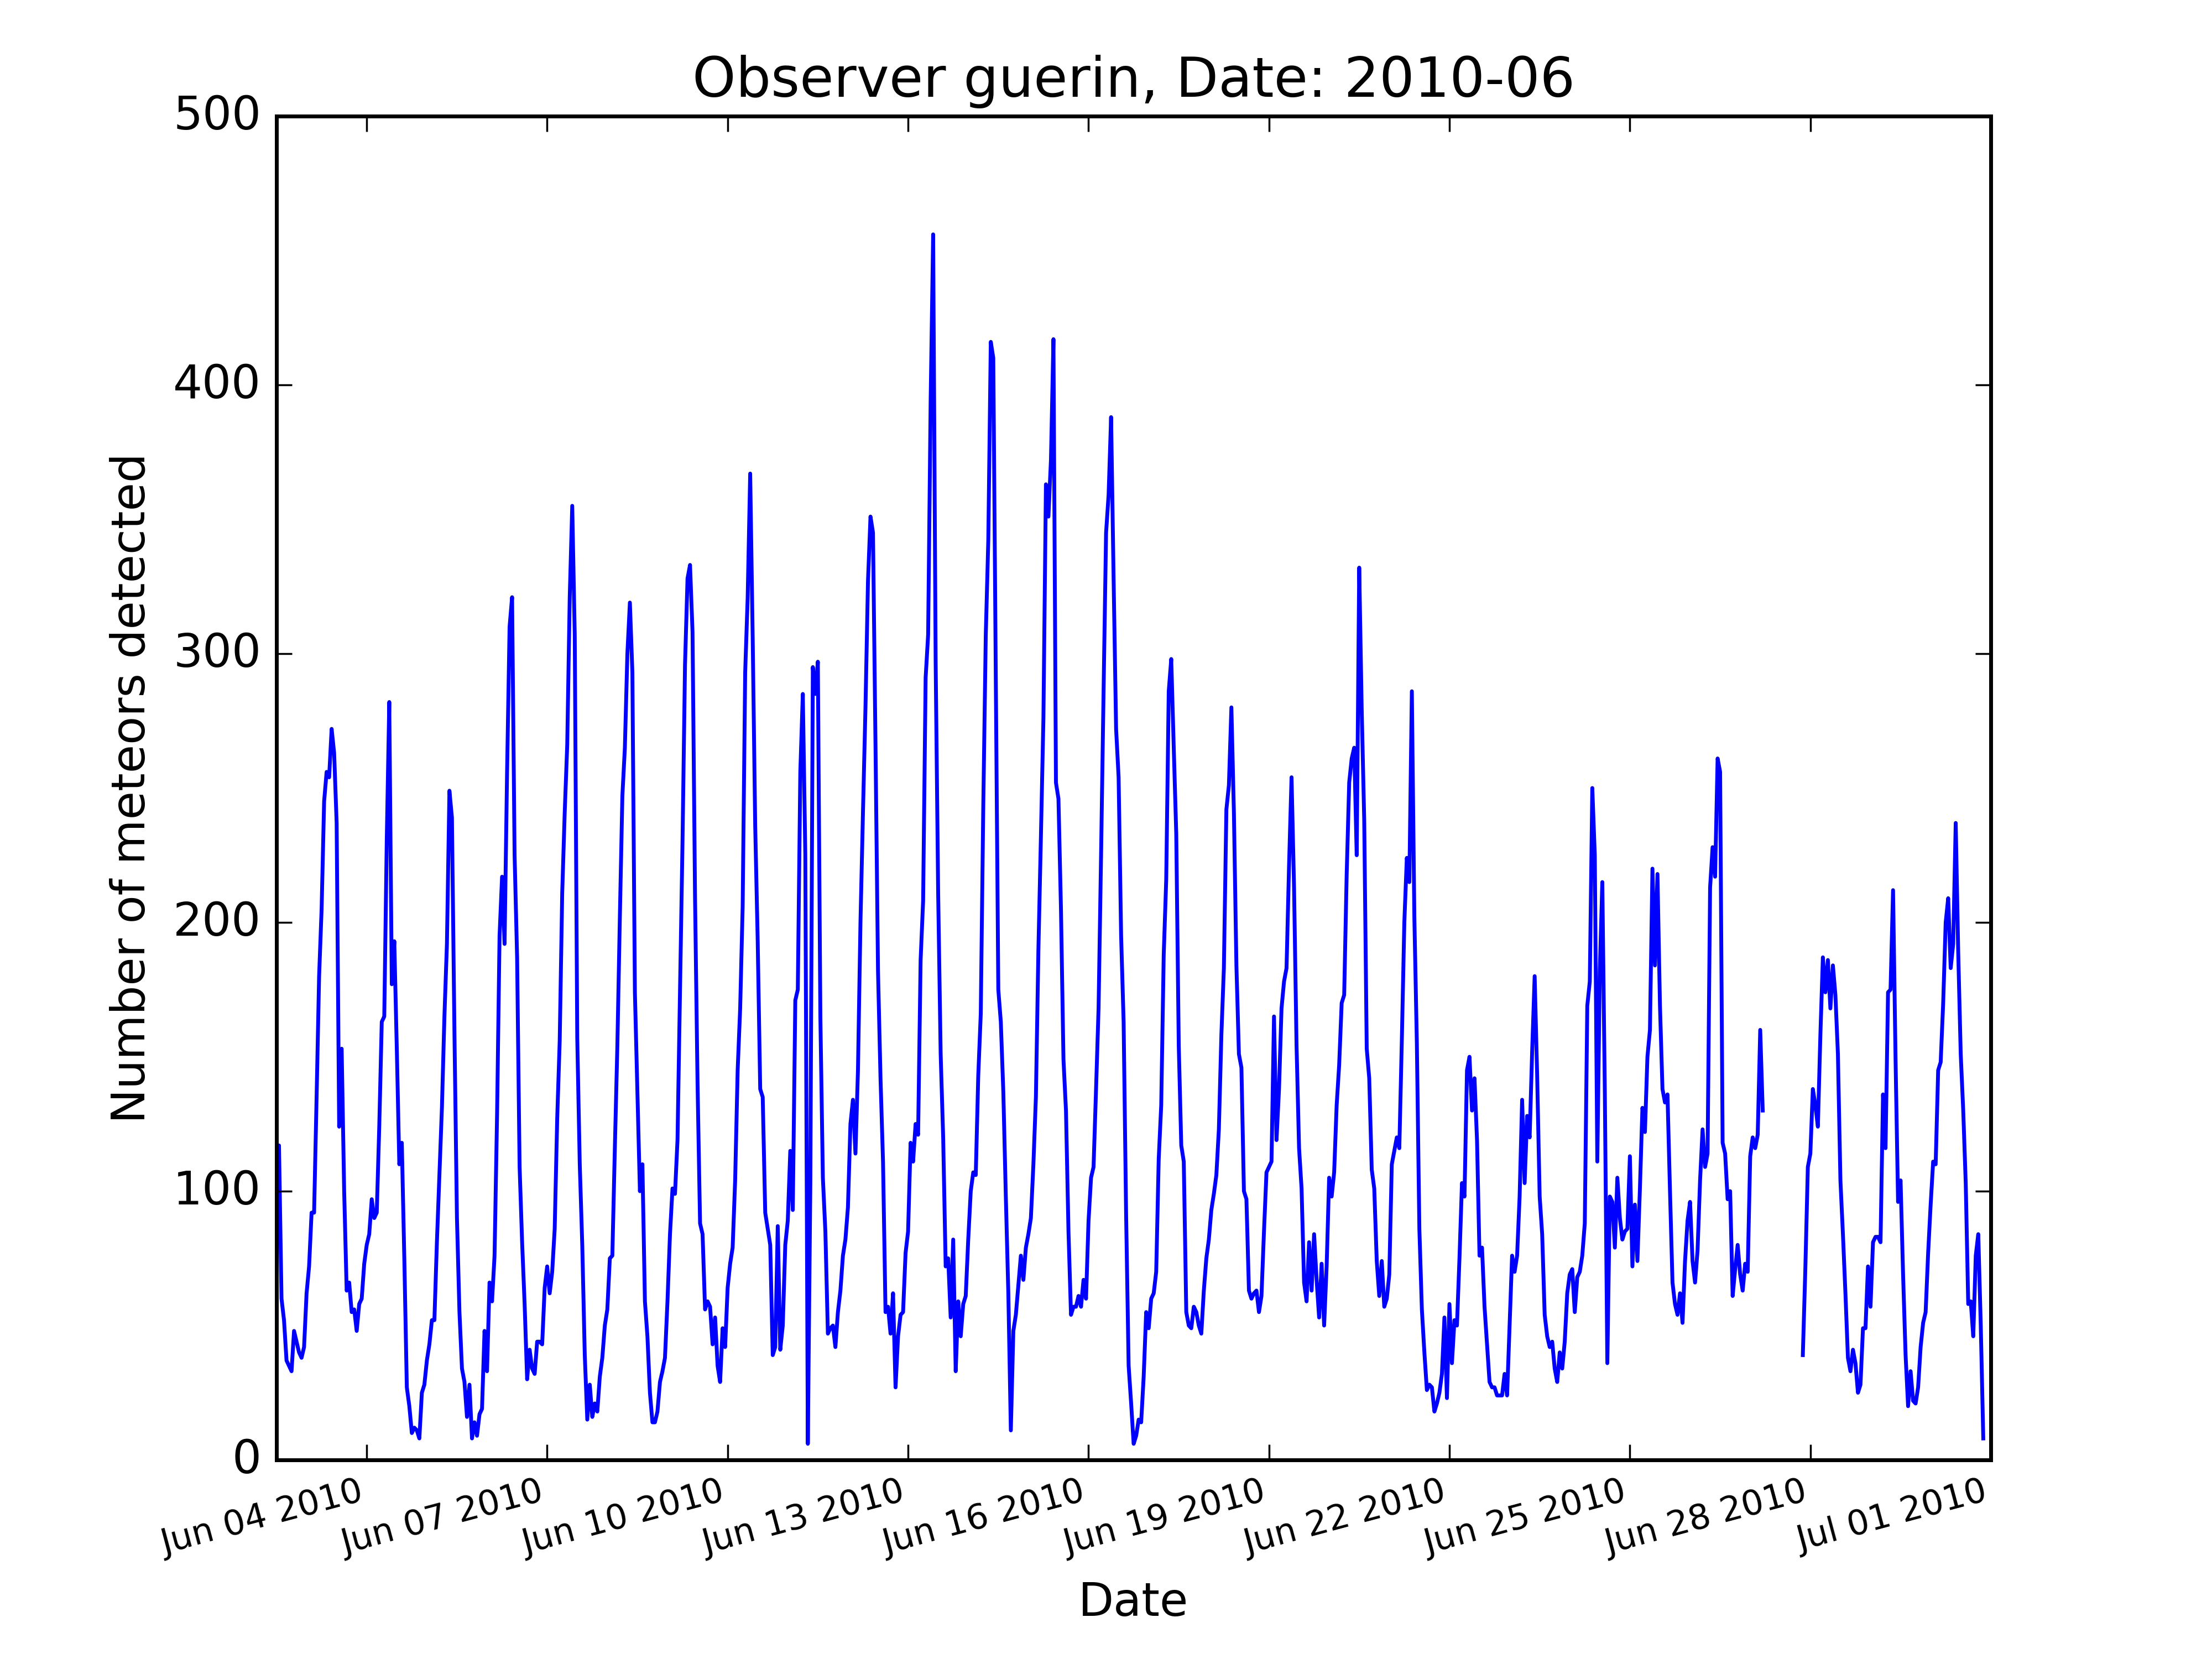 Observer guerin, Date: 2010-06
500
400
300
200
100
0
Number of meteors detected
Jun 04 2010
Jun 07 2010
Jun 10 2010
Jun 13 2010
Jun 16 2010
Jun 19 2010
Jun 22 2010
Jun 25 2010
Jun 28 2010
Jul 01 2010
Date